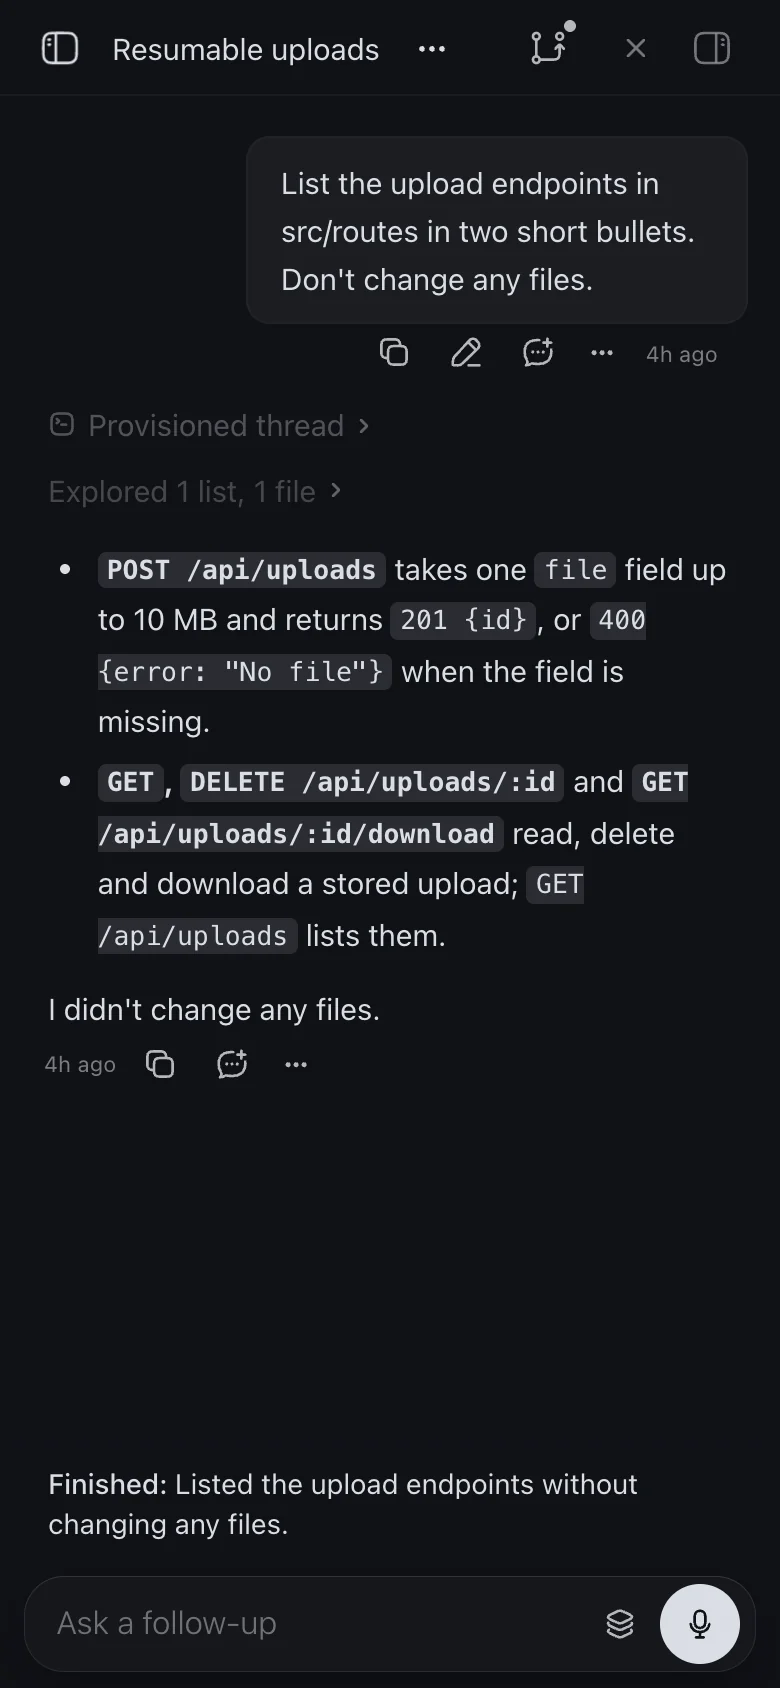 Resumable uploads
List the upload endpoints in
src/routes in two short bullets.
Don't change any files.
4h ago
Provisioned thread
Explored 1 list, 1 file
• POST /api/uploads takes one file field up
to 10 MB and returns 201 {id}, or 400
{error: "No file"} when the field is
missing.
• GET, DELETE /api/uploads/:id and GET
/api/uploads/:id/download read, delete
and download a stored upload; GET
/api/uploads lists them.
I didn't change any files.
4h ago
Finished: Listed the upload endpoints without
changing any files.
Ask a follow-up